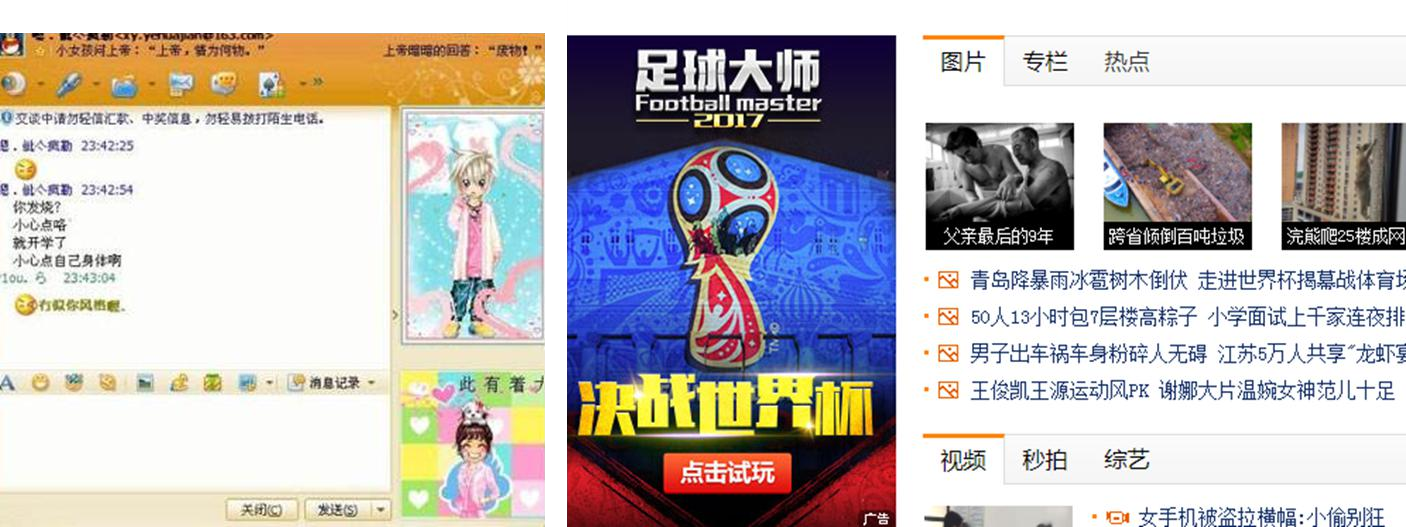 小女孩问上帝：“上帝，情为何物。”
上帝暗暗的回答：“废物！”
交谈中请勿轻信汇款、中奖信息，勿轻易拨打陌生电话。
23:42:25
23:42:54
你发烧？
小心点咯
就开学了
小心点自己身体啊
23:43:04
消息记录
此有着
关闭(C)
发送(S)
足球大师
Football master
2017
TM©
决战世界杯
点击试玩
广告
图片 专栏 热点
父亲最后的9年
跨省倾倒百吨垃圾
浣熊爬25楼成网
青岛降暴雨冰雹树木倒伏 走进世界杯揭幕战体育场
50人13小时包7层楼高粽子 小学面试上千家连夜排
男子出车祸车身粉碎人无碍 江苏5万人共享"龙虾宴
王俊凯王源运动风PK 谢娜大片温婉女神范儿十足
视频 秒拍 综艺
女手机被盗拉横幅:小偷别狂